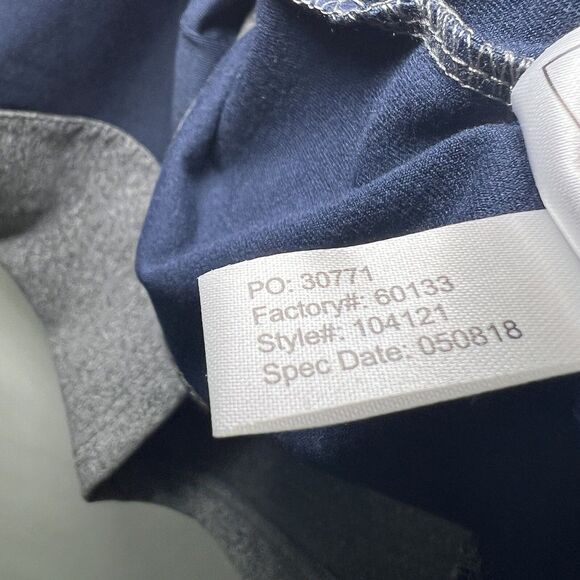 PO: 30771
Factory#: 60133
Style#: 104121
Spec Date: 050818